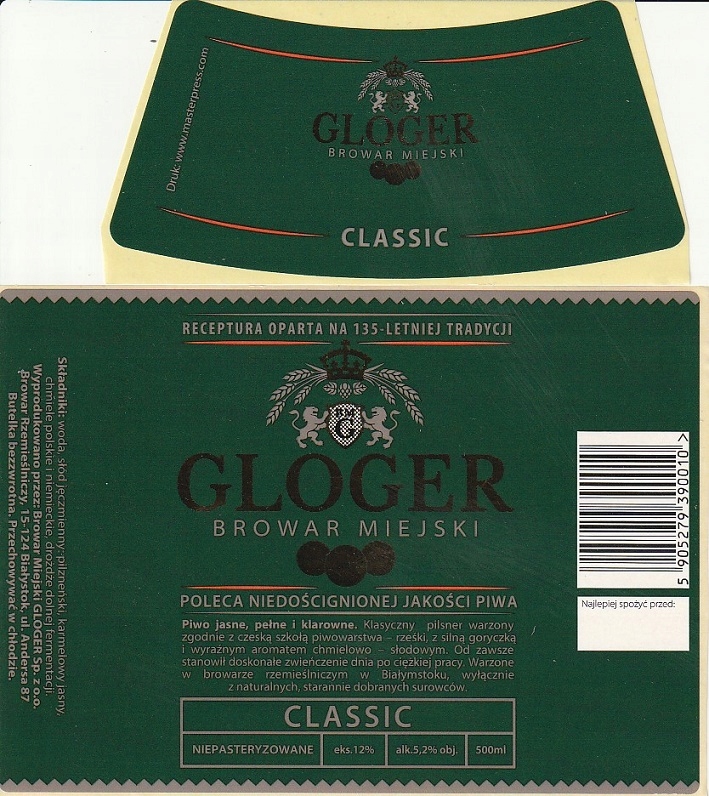 Druk: www.masterpress.com
GLOGER
BROWAR MIEJSKI
CLASSIC
RECEPTURA OPARTA NA 135-LETNIEJ TRADYCJI
G
GLOGER
BROWAR MIEJSKI
POLECA NIEDOŚCIGNIONEJ JAKOŚCI PIWA
Piwo jasne, pełne i klarowne. Klasyczny pilsner warzony
zgodnie z czeską szkołą piwowarstwa – rześki, z silną goryczką
i wyraźnym aromatem chmielowo – słodowym. Od zawsze
stanowił doskonałe zwieńczenie dnia po ciężkiej pracy. Warzone
w browarze rzemieślniczym w Białymstoku, wyłącznie
z naturalnych, starannie dobranych surowców.
CLASSIC
NIEPASTERYZOWANE
eks.12%
alk.5,2% obj.
500ml
Składniki: woda, słód jęczmienny:pilzneński, karmelowy jasny,
chmiele polskie i niemieckie, drożdże dolnej fermentacji.
Wyprodukowano przez: Browar Miejski GLOGER Sp. z o.o.
Browar Rzemieślniczy, 15-124 Białystok, ul. Andersa 87
Butelka bezzwrotna. Przechowywać w chłodzie.
5 905279 390010 >
Najlepiej spożyć przed: